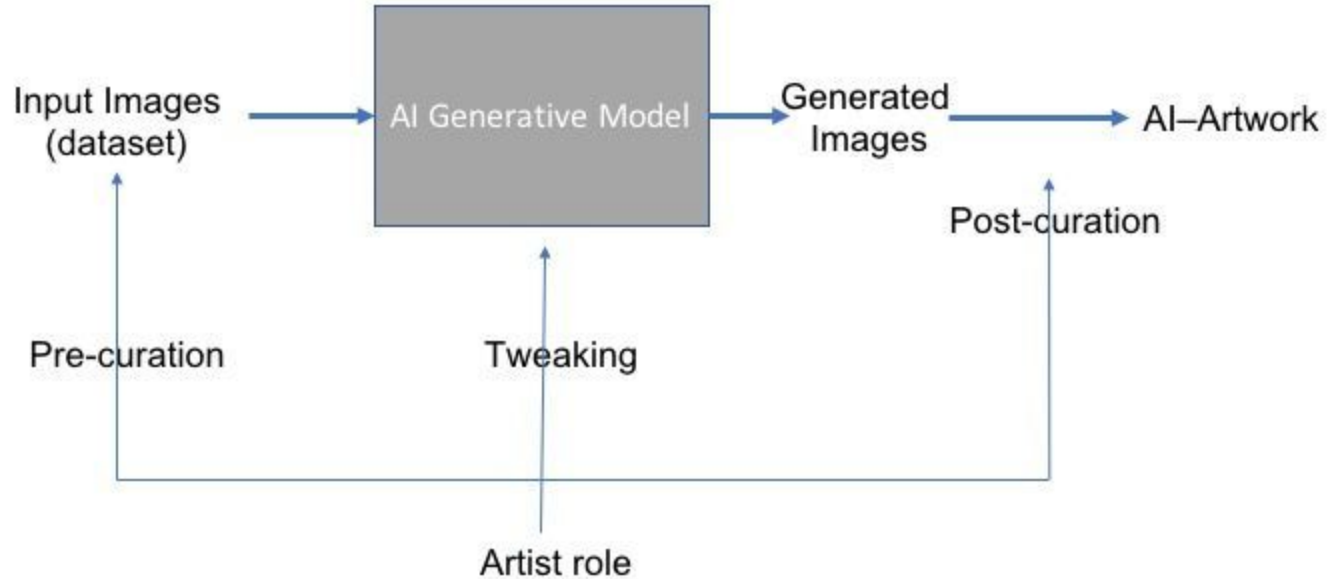 Input Images
(dataset)
AI Generative Model
Generated
Images
AI–Artwork
Post-curation
Pre-curation
Tweaking
Artist role